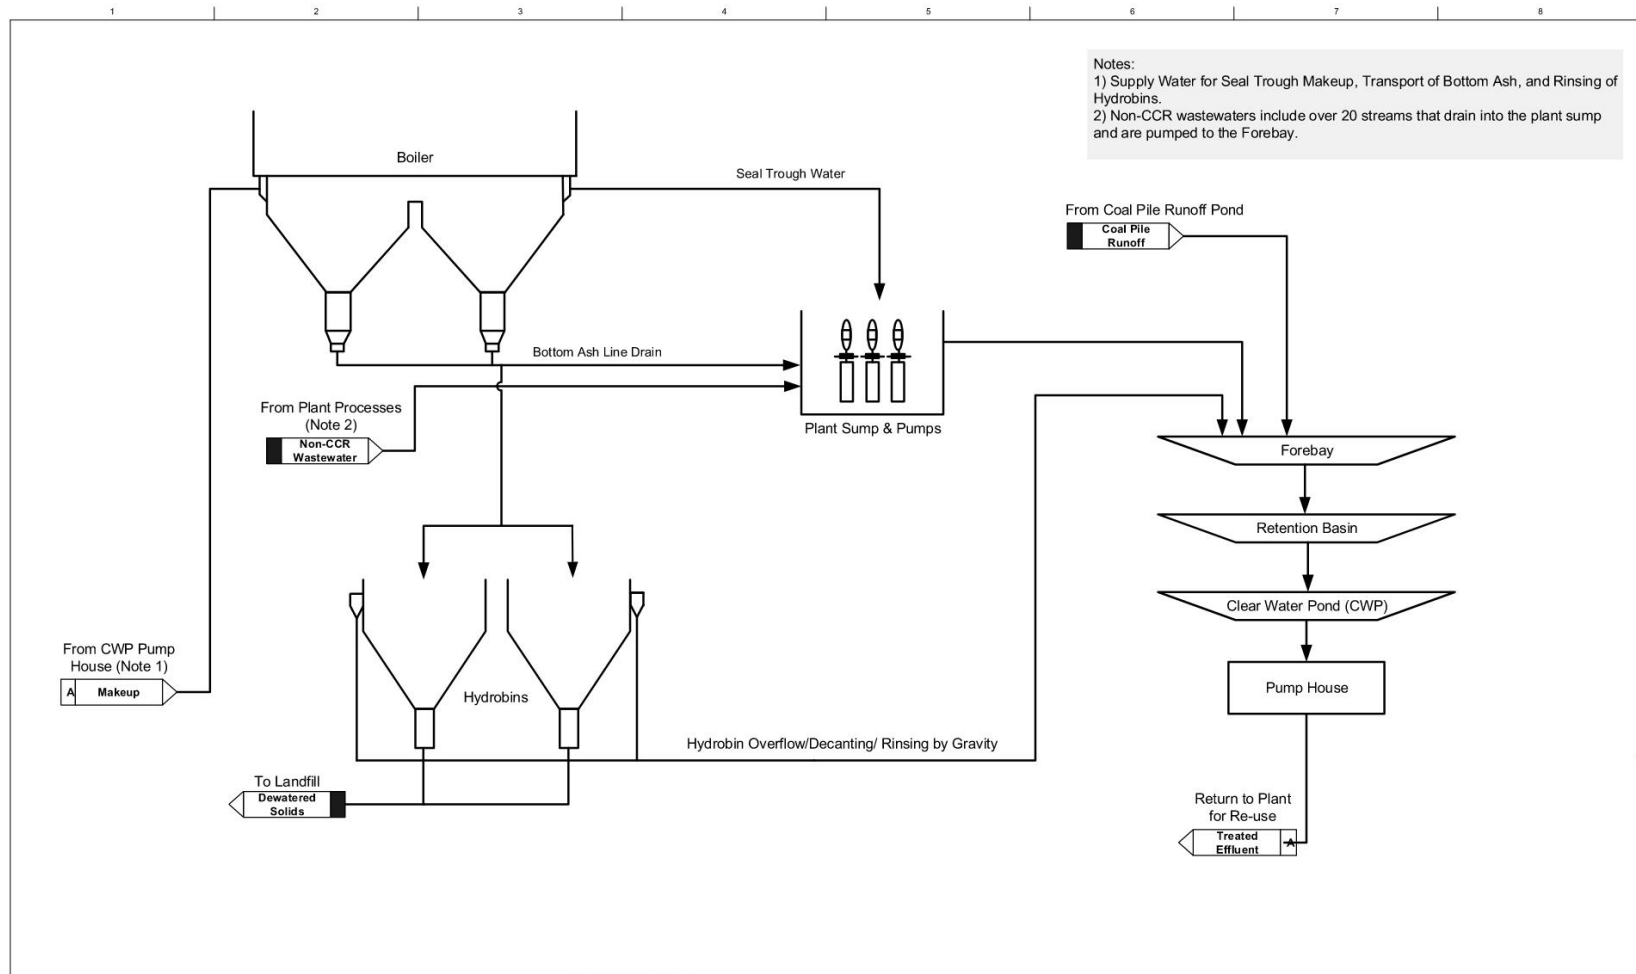 1 2 3 4 5 6 7 8
Notes:
1) Supply Water for Seal Trough Makeup, Transport of Bottom Ash, and Rinsing of
Hydrobins.
2) Non-CCR wastewaters include over 20 streams that drain into the plant sump
and are pumped to the Forebay.
Boiler
Seal Trough Water
From Coal Pile Runoff Pond
Coal Pile
Runoff
Bottom Ash Line Drain
From Plant Processes
(Note 2)
Non-CCR
Wastewater
Plant Sump & Pumps
Forebay
Retention Basin
Clear Water Pond (CWP)
From CWP Pump
House (Note 1)
A Makeup
Hydrobins
Pump House
Hydrobin Overflow/Decanting/ Rinsing by Gravity
To Landfill
Dewatered
Solids
Return to Plant
for Re-use
Treated
Effluent
A